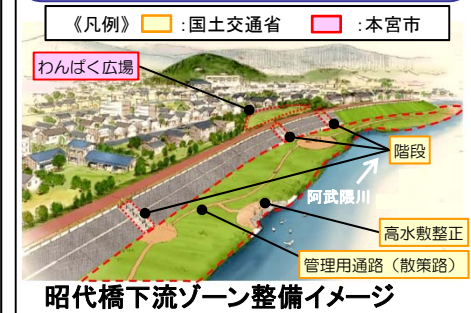 《凡例》 :国土交通省 :本宮市
わんぱく広場
階段
阿武隈川
高水敷整正
管理用通路（散策路）
昭代橋下流ゾーン整備イメージ